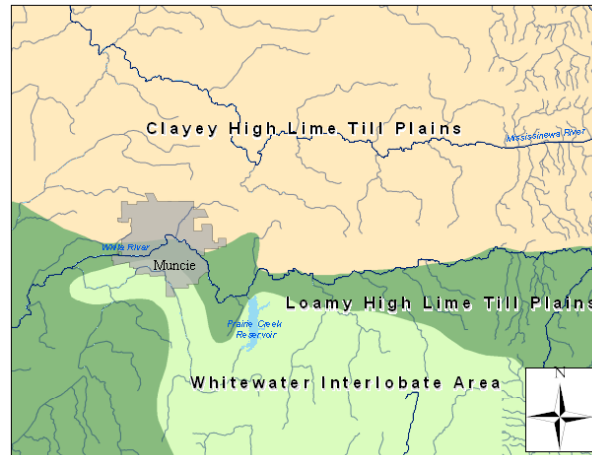 Clayey High Lime Till Plains
Mississinewa River
White River
Muncie
Loamy High Lime Till Plains
Prairie Creek
Reservoir
Whitewater Interlobate Area
N